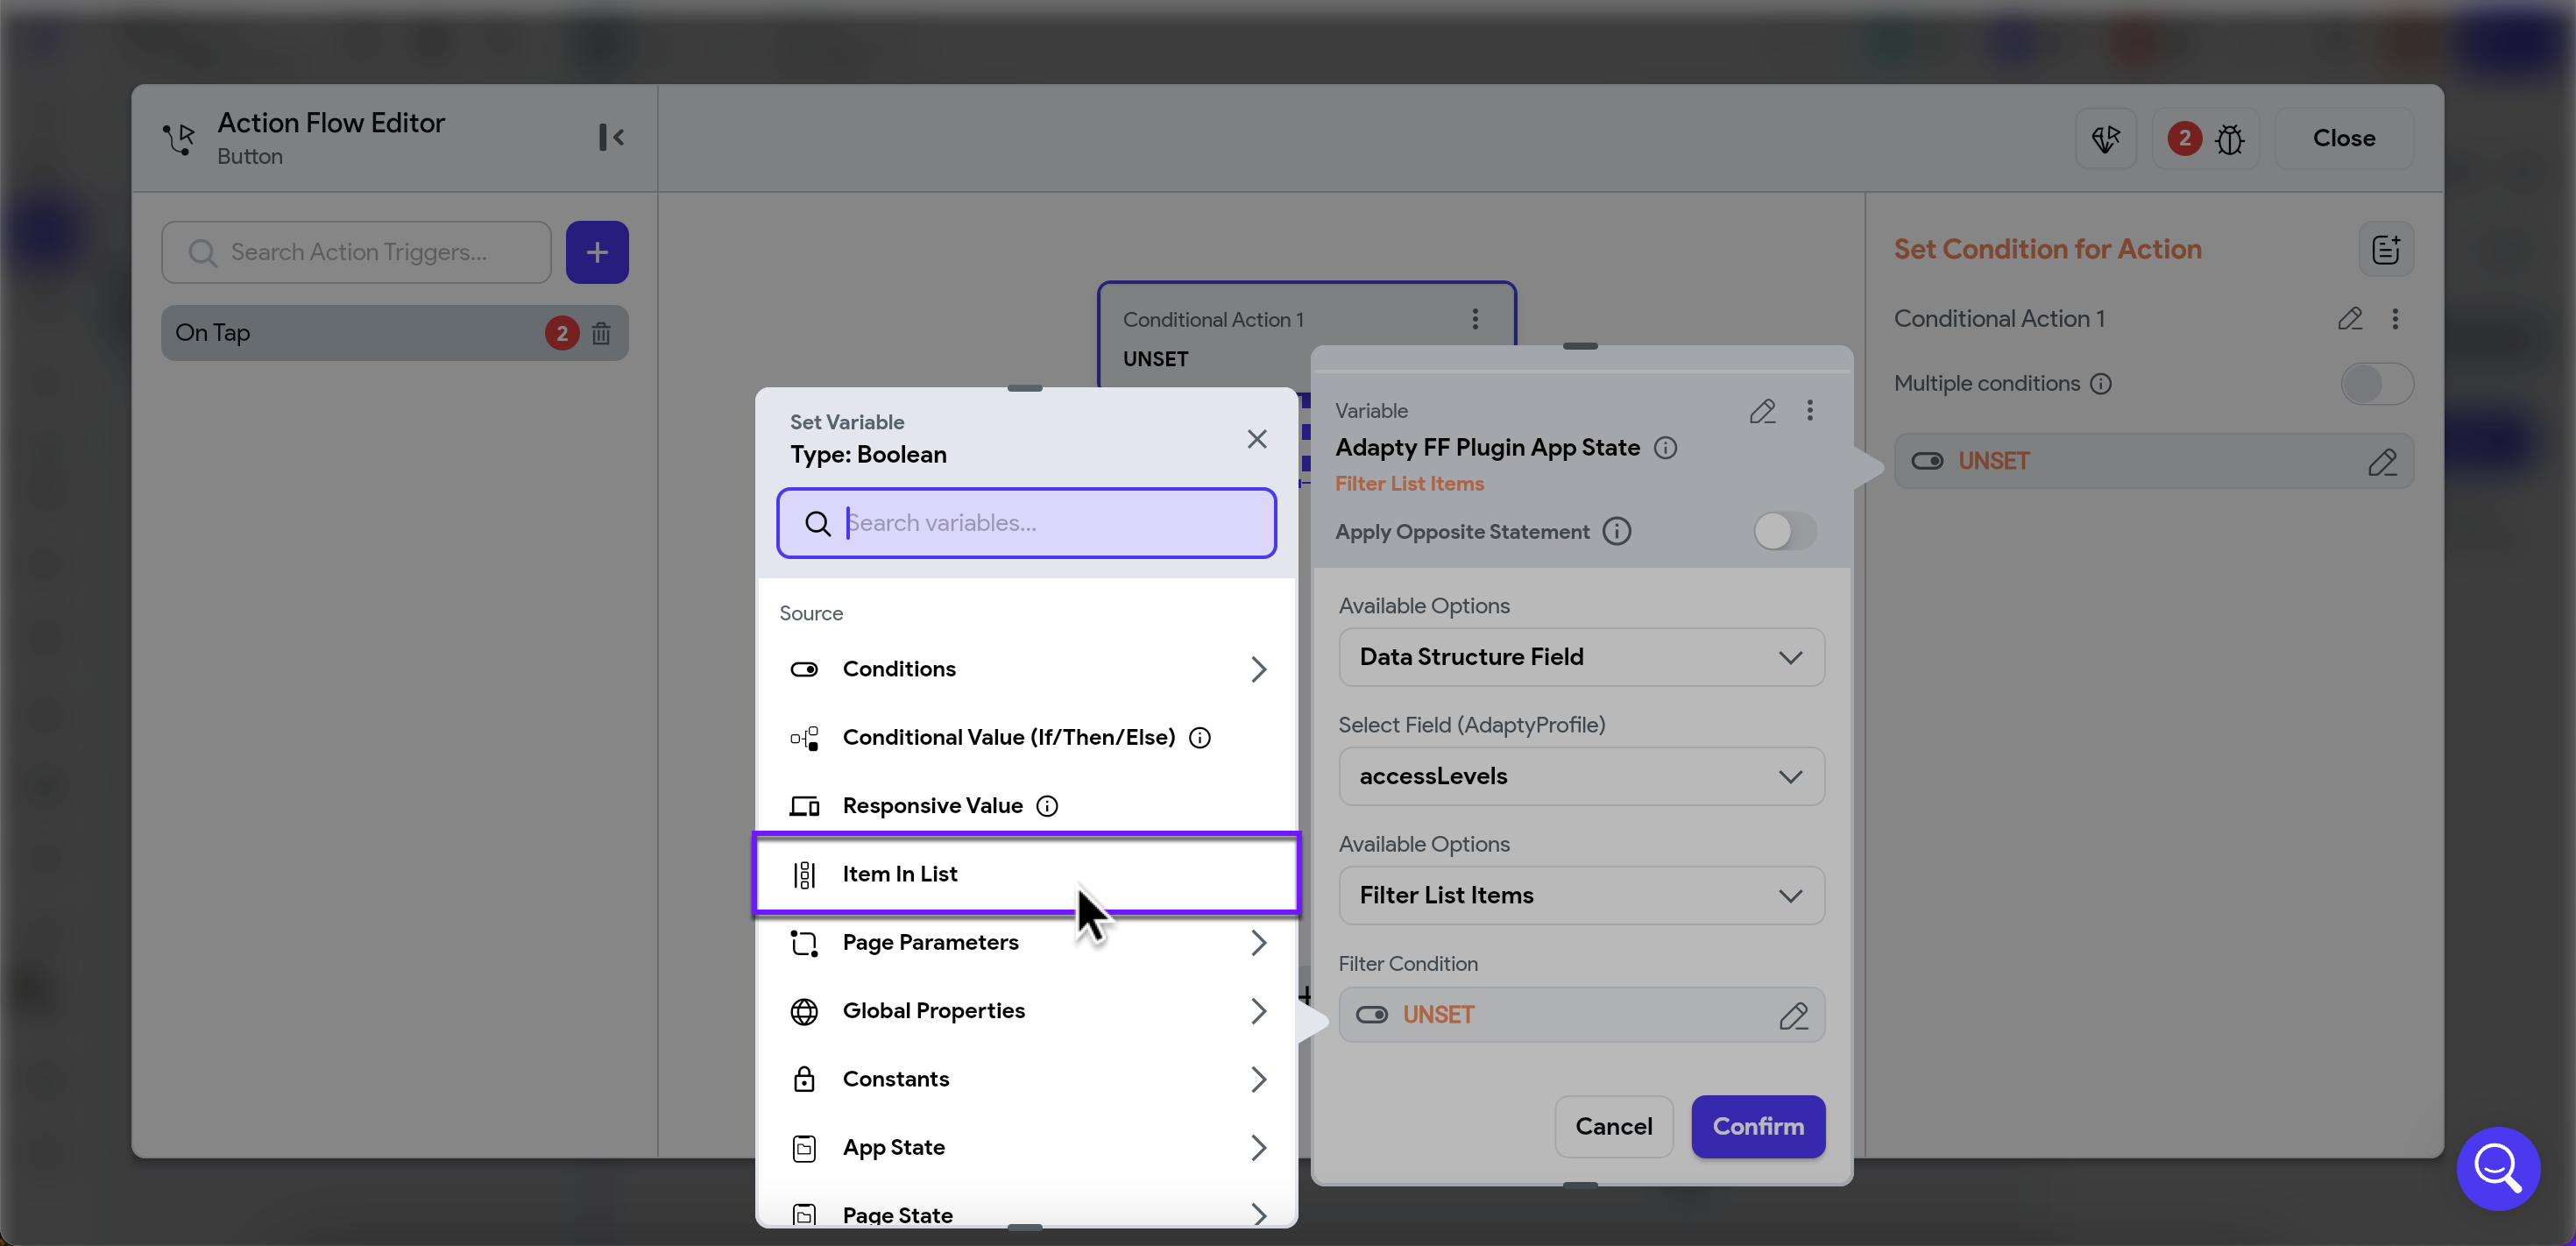 Action Flow Editor
Button
2
Close
Search Action Triggers...
+
On Tap
2
Conditional Action 1
UNSET
Set Variable
Type: Boolean
Search variables...
Source
Conditions
Conditional Value (If/Then/Else)
Responsive Value
Item In List
Page Parameters
Global Properties
Constants
App State
Page State
Variable
Adapty FF Plugin App State
Filter List Items
Apply Opposite Statement
Available Options
Data Structure Field
Select Field (AdaptyProfile)
accessLevels
Available Options
Filter List Items
Filter Condition
UNSET
Cancel
Confirm
Set Condition for Action
Conditional Action 1
Multiple conditions
UNSET